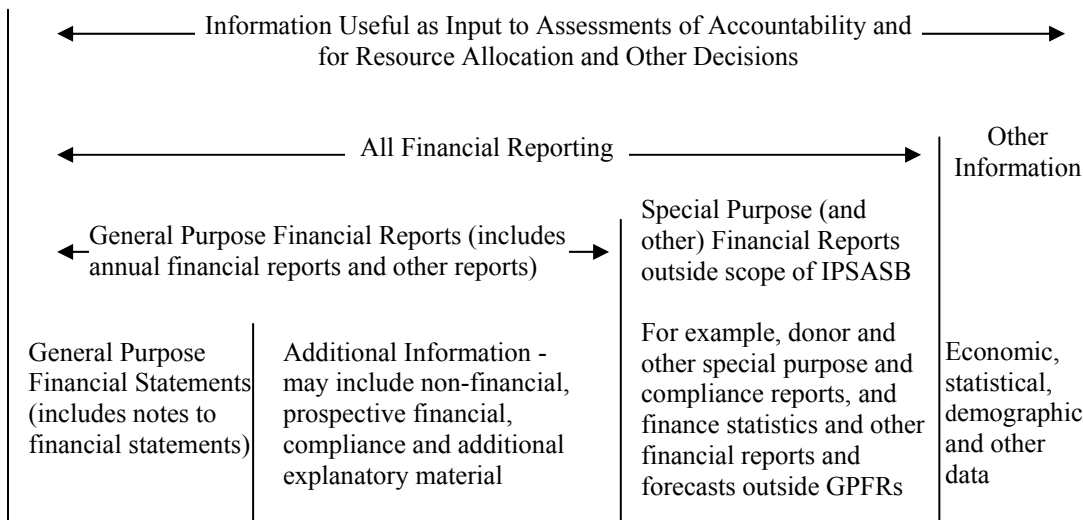 Information Useful as Input to Assessments of Accountability and
for Resource Allocation and Other Decisions
All Financial Reporting
Other
Information
General Purpose Financial Reports (includes
annual financial reports and other reports)
Special Purpose (and
other) Financial Reports
outside scope of IPSASB
General Purpose
Financial Statements
(includes notes to
financial statements)
Additional Information -
may include non-financial,
prospective financial,
compliance and additional
explanatory material
For example, donor and
other special purpose and
compliance reports, and
finance statistics and other
financial reports and
forecasts outside GPFRs
Economic,
statistical,
demographic
and other
data